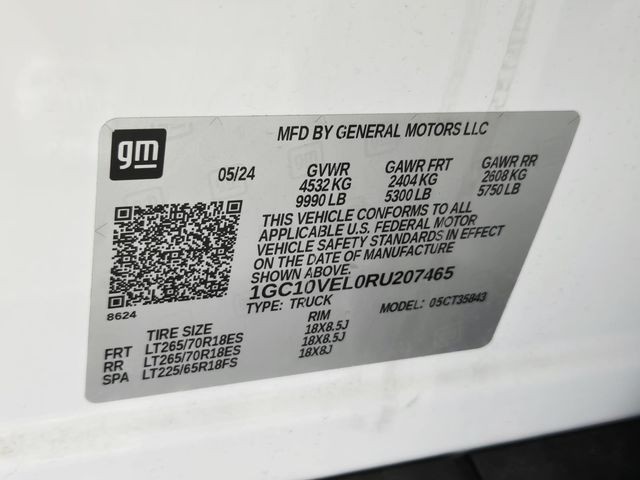 gm
MFD BY GENERAL MOTORS LLC
05/24 GVWR GAWR FRT GAWR RR
4532 KG 2404 KG 2608 KG
9990 LB 5300 LB 5750 LB
THIS VEHICLE CONFORMS TO ALL
APPLICABLE U.S. FEDERAL MOTOR
VEHICLE SAFETY STANDARDS IN EFFECT
ON THE DATE OF MANUFACTURE
SHOWN ABOVE.
1GC10VEL0RU207465
8624 TYPE: TRUCK MODEL: 05CT35843
TIRE SIZE RIM
FRT LT265/70R18ES 18X8.5J
RR LT265/70R18ES 18X8.5J
SPA LT225/65R18FS 18X8J